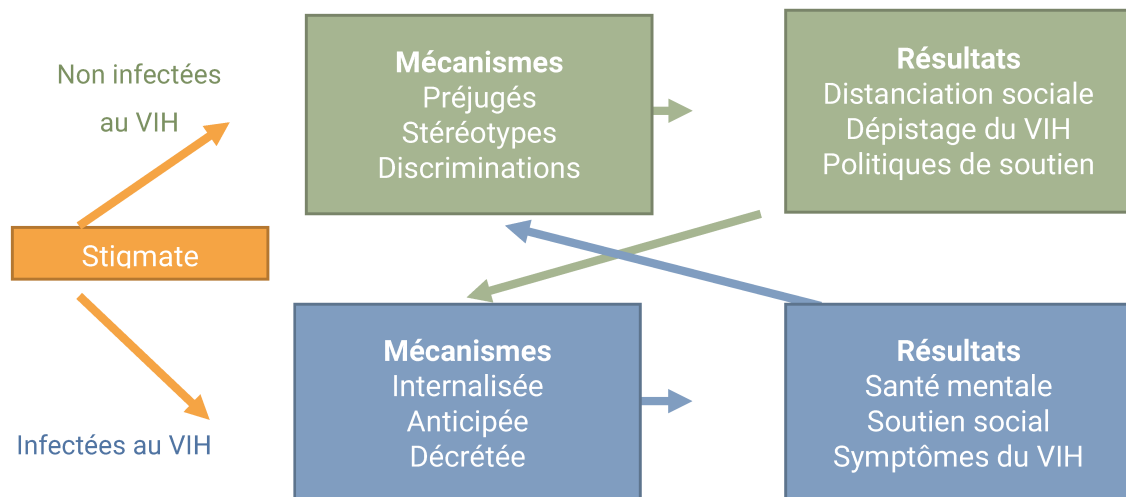 Non infectées
au VIH
Stigmate
Infectées au VIH
Mécanismes
Préjugés
Stéréotypes
Discriminations
Résultats
Distanciation sociale
Dépistage du VIH
Politiques de soutien
Mécanismes
Internalisée
Anticipée
Décrétée
Résultats
Santé mentale
Soutien social
Symptômes du VIH